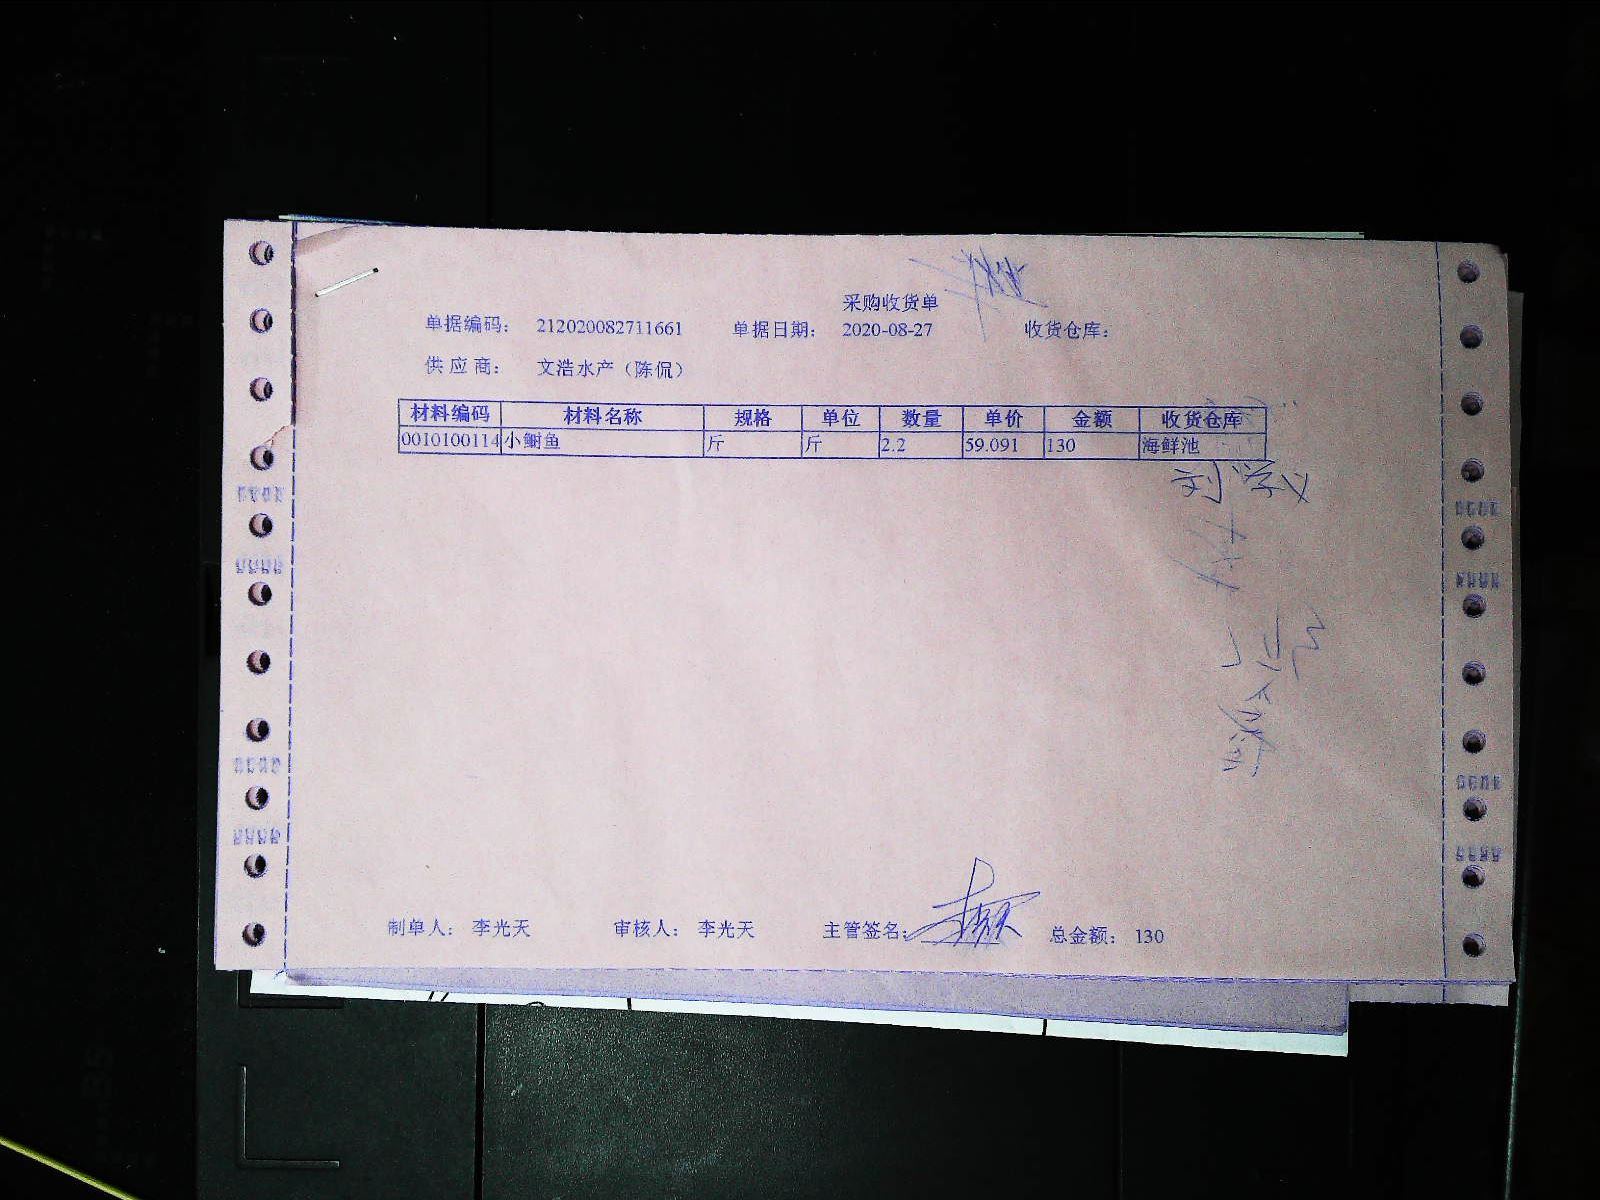 采购收货单
单据编码： 212020082711661 单据日期： 2020-08-27 收货仓库：
供应商： 文浩水产（陈侃）
材料编码 材料名称 规格 单位 数量 单价 金额 收货仓库
0010100114 小鲥鱼 斤 斤 2.2 59.091 130 海鲜池
刘学义
制单人： 李光天 审核人： 李光天 主管签名： 总金额： 130